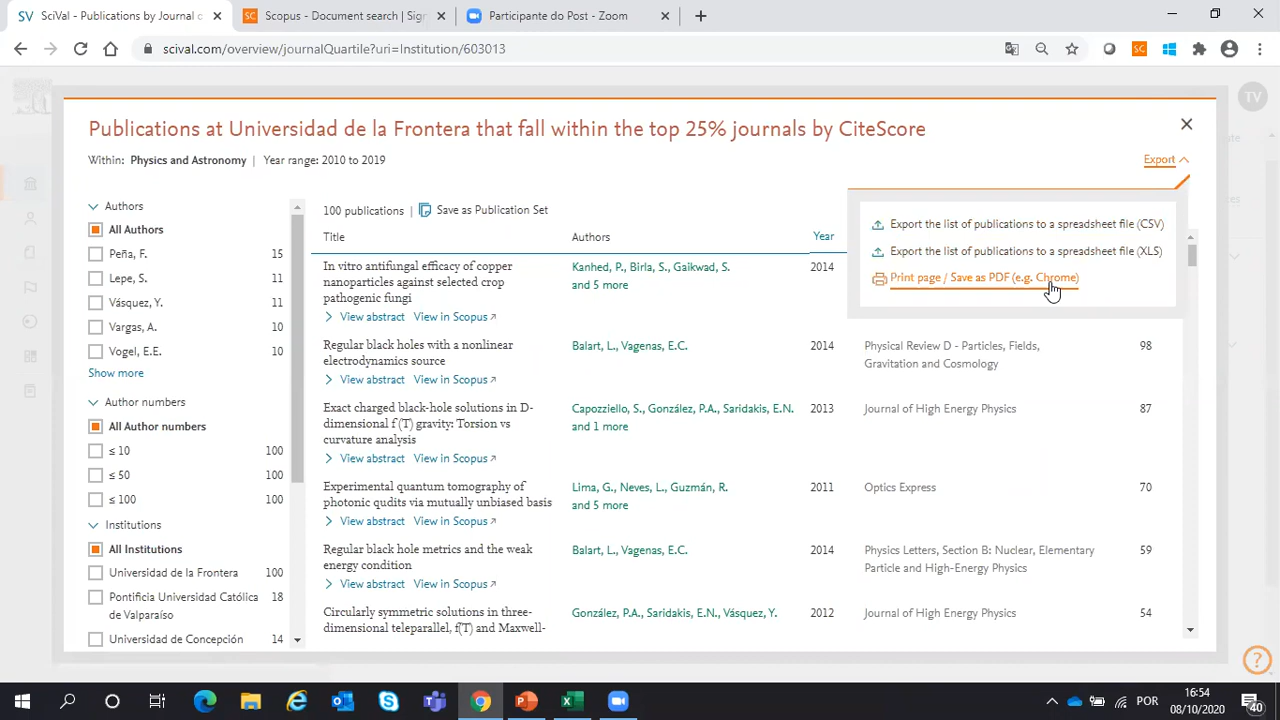 SciVal - Publications by Journal c
Scopus - Document search | Sign
Participante do Post - Zoom
scival.com/overview/journalQuartile?uri=Institution/603013
TV
Publications at Universidad de la Frontera that fall within the top 25% journals by CiteScore
Within: Physics and Astronomy | Year range: 2010 to 2019
Export
Export the list of publications to a spreadsheet file (CSV)
Export the list of publications to a spreadsheet file (XLS)
Print page / Save as PDF (e.g. Chrome)
Authors
All Authors
Peña, F. 15
Lepe, S. 11
Vásquez, Y. 11
Vargas, A. 10
Vogel, E.E. 10
Show more
Author numbers
All Author numbers
≤ 10 100
≤ 50 100
≤ 100 100
Institutions
All Institutions
Universidad de la Frontera 100
Pontificia Universidad Católica 18
de Valparaíso
Universidad de Concepción 14
100 publications | Save as Publication Set
Title Authors Year
In vitro antifungal efficacy of copper Kanhed, P., Birla, S., Gaikwad, S. 2014
nanoparticles against selected crop and 5 more
pathogenic fungi
View abstract View in Scopus
Regular black holes with a nonlinear Balart, L., Vagenas, E.C. 2014 Physical Review D - Particles, Fields, 98
electrodynamics source Gravitation and Cosmology
View abstract View in Scopus
Exact charged black-hole solutions in D- Capozziello, S., González, P.A., Saridakis, E.N. 2013 Journal of High Energy Physics 87
dimensional f (T) gravity: Torsion vs and 1 more
curvature analysis
View abstract View in Scopus
Experimental quantum tomography of Lima, G., Neves, L., Guzmán, R. 2011 Optics Express 70
photonic qudits via mutually unbiased basis and 5 more
View abstract View in Scopus
Regular black hole metrics and the weak Balart, L., Vagenas, E.C. 2014 Physics Letters, Section B: Nuclear, Elementary 59
energy condition Particle and High-Energy Physics
View abstract View in Scopus
Circularly symmetric solutions in three- González, P.A., Saridakis, E.N., Vásquez, Y. 2012 Journal of High Energy Physics 54
dimensional teleparallel, f(T) and Maxwell-
POR
16:54
08/10/2020
40